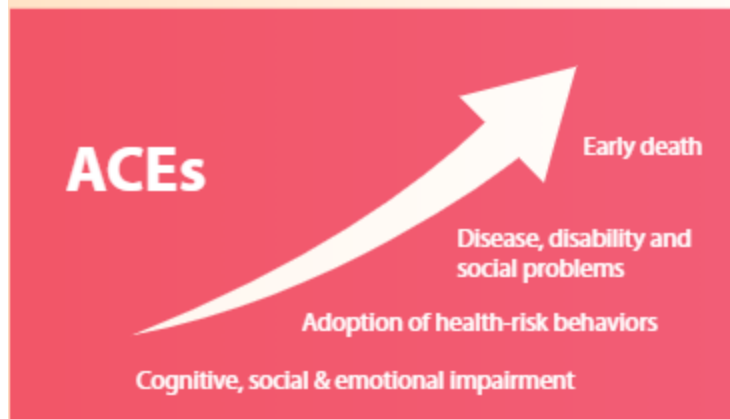 ACEs
Early death
Disease, disability and
social problems
Adoption of health-risk behaviors
Cognitive, social & emotional impairment